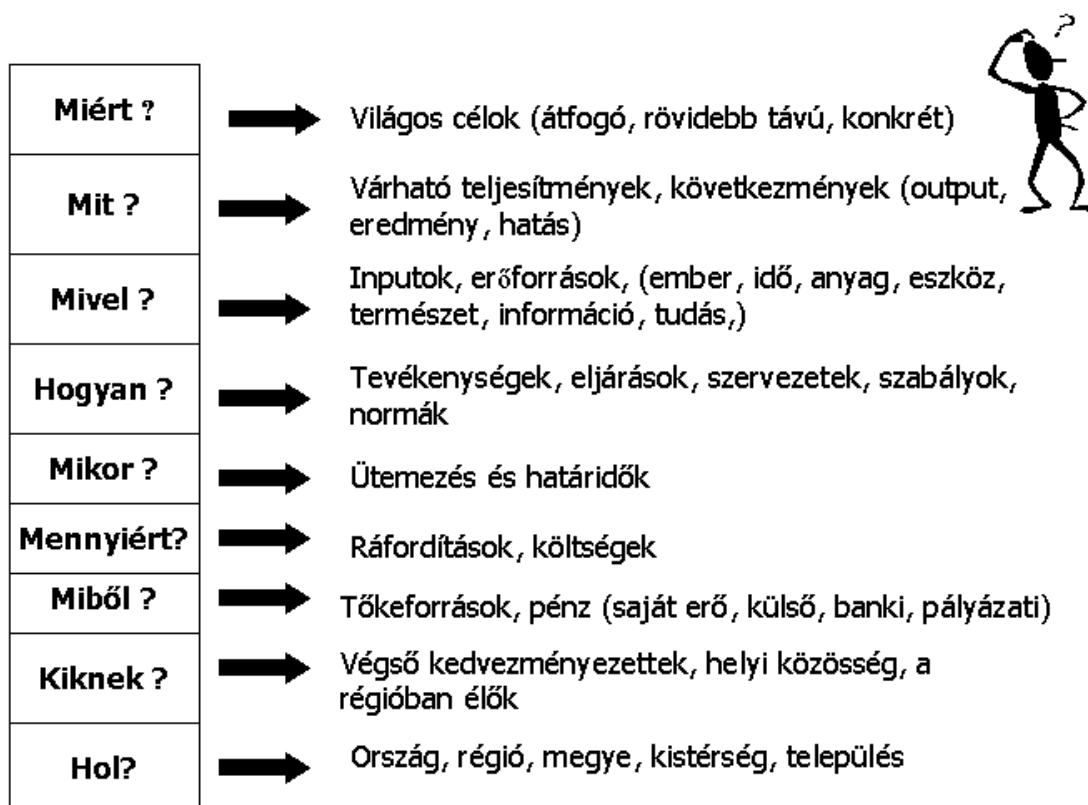 ?
Miért ?
Világos célok (átfogó, rövidebb távú, konkrét)
Mit ?
Várható teljesítmények, következmények (output,
eredmény, hatás)
Mivel ?
Inputok, erőforrások, (ember, idő, anyag, eszköz,
természet, információ, tudás,)
Hogyan ?
Tevékenységek, eljárások, szervezetek, szabályok,
normák
Mikor ?
Ütemezés és határidők
Mennyiért?
Ráfordítások, költségek
Miből ?
Tőkeforrások, pénz (saját erő, külső, banki, pályázati)
Kiknek ?
Végső kedvezményezettek, helyi közösség, a
régióban élők
Hol?
Ország, régió, megye, kistérség, település